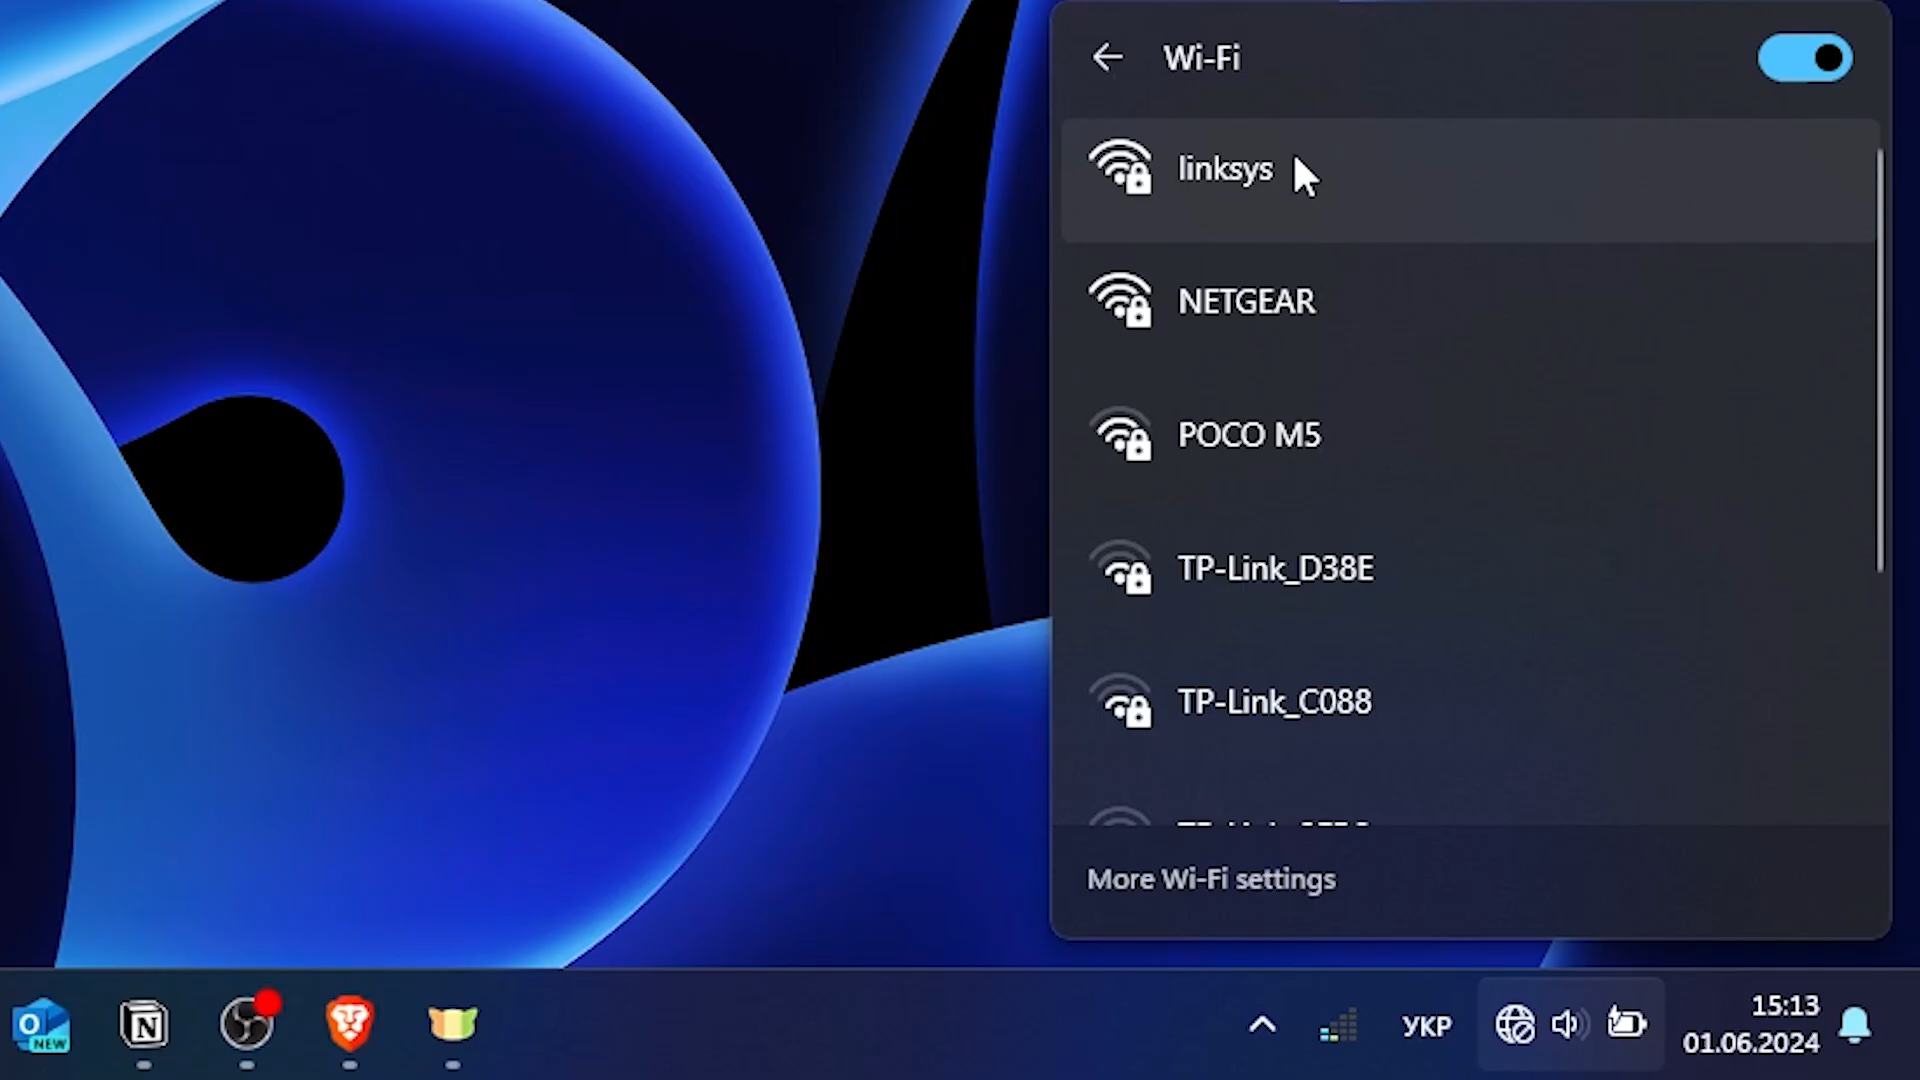 Wi-Fi
linksys
NETGEAR
POCO M5
TP-Link_D38E
TP-Link_C088
More Wi-Fi settings
O
NEW
N
УКР
15:13
01.06.2024